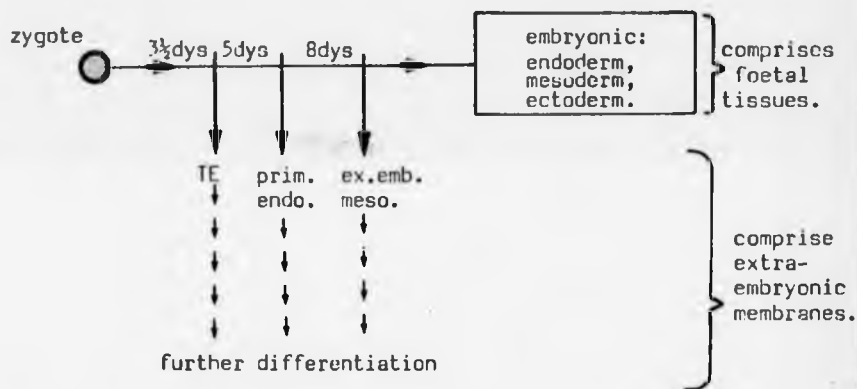 zygote
3½dys 5dys 8dys
embryonic:
endoderm,
mesoderm,
ectoderm.
comprises
foetal
tissues.
TE prim. ex.emb.
endo. meso.
comprise
extra-
embryonic
membranes.
further differentiation